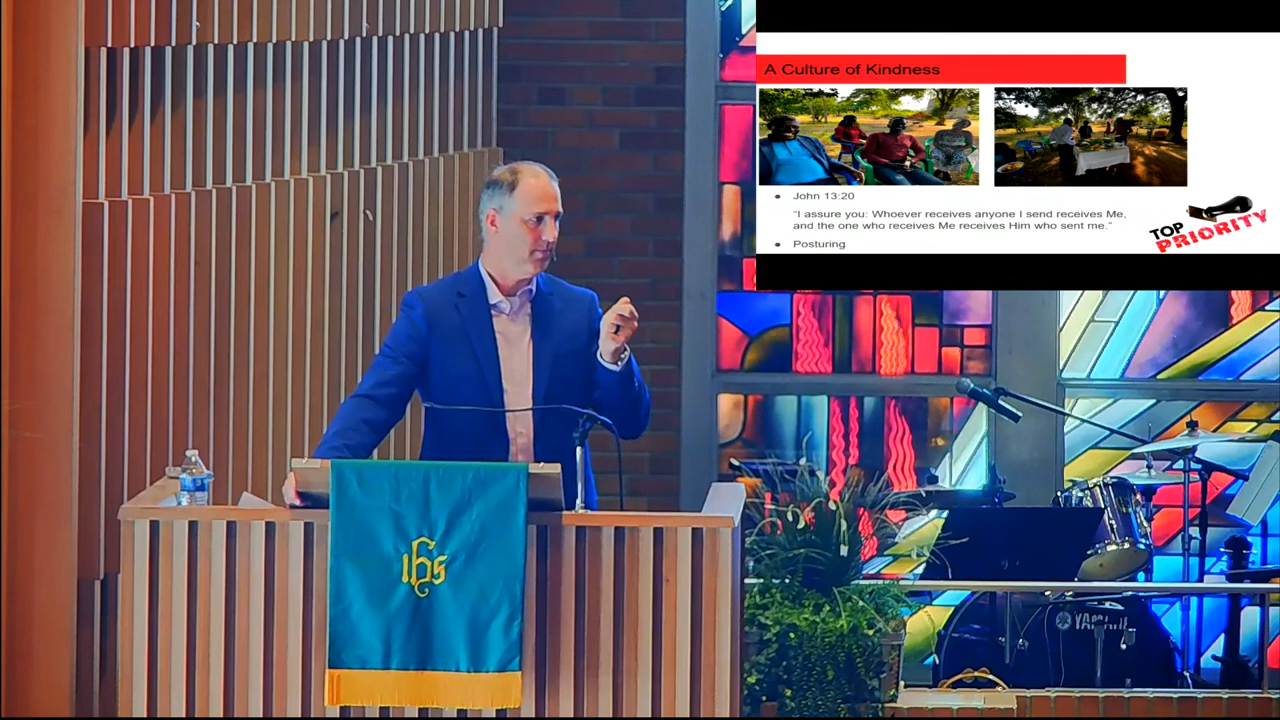 A Culture of Kindness
● John 13:20
"I assure you: Whoever receives anyone I send receives Me,
and the one who receives Me receives Him who sent me."
● Posturing
TOP
PRIORITY
ihs
YAMAHA